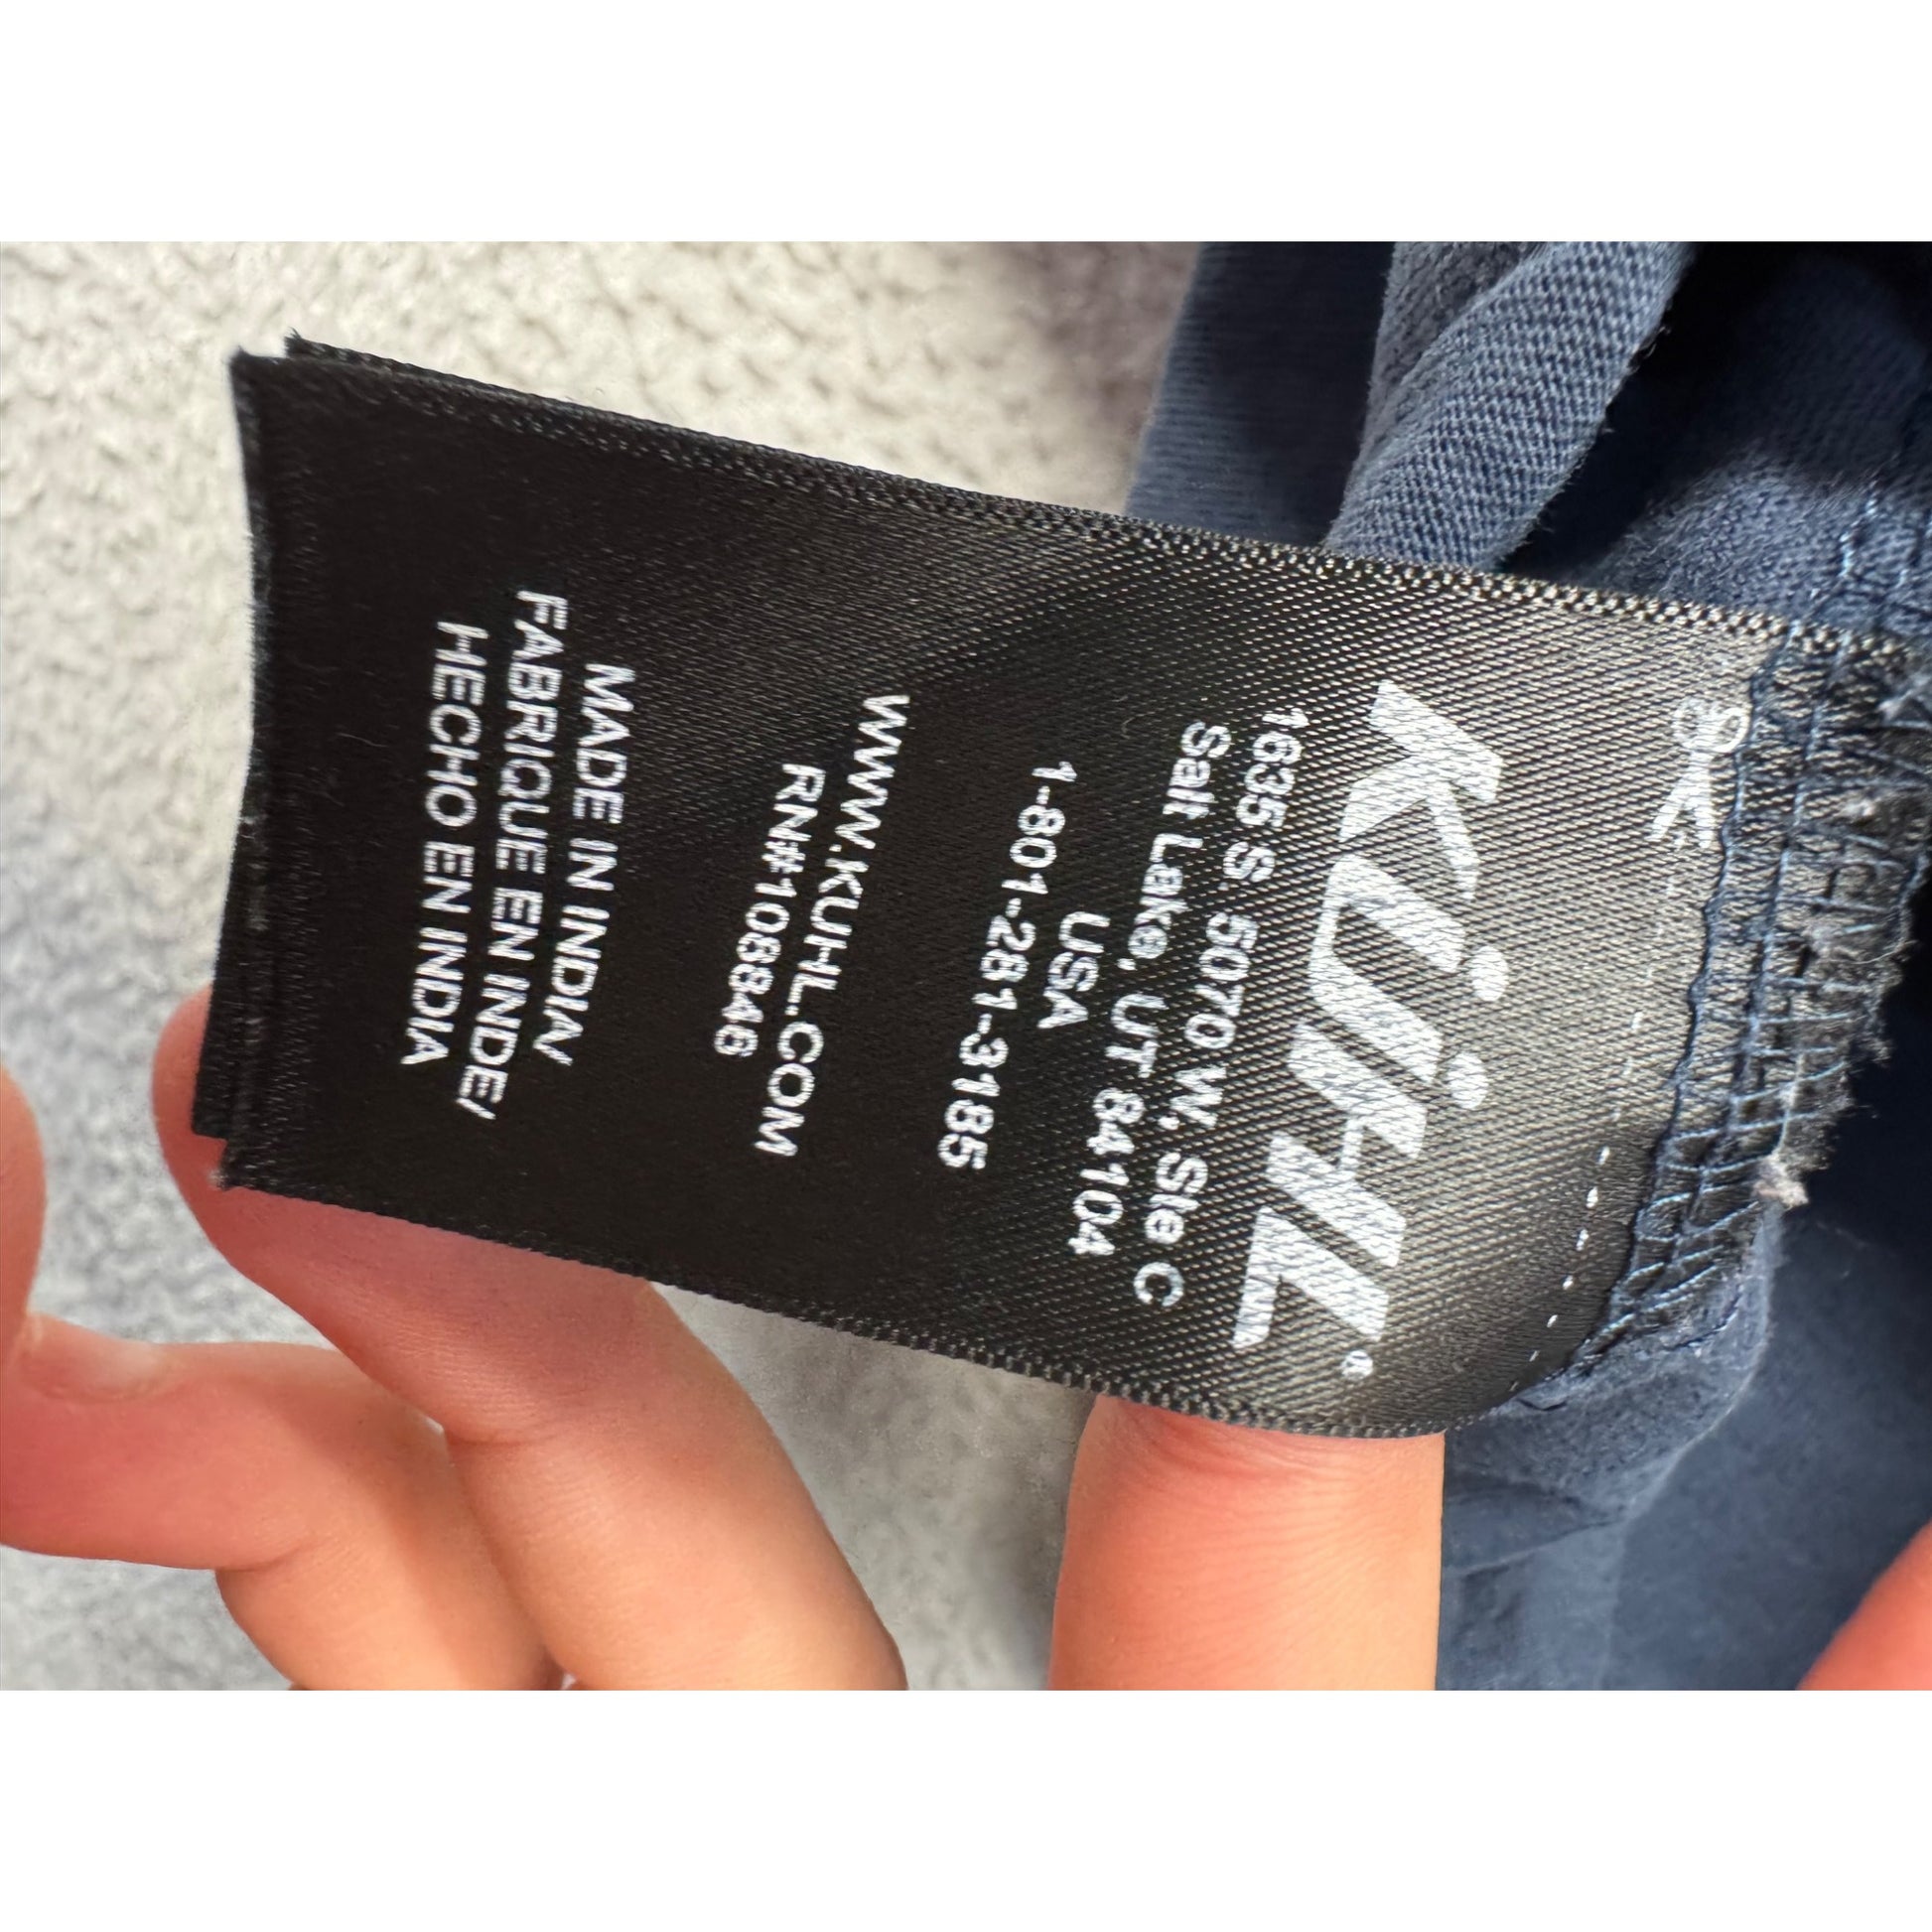 KÜHL®
1635 S. 5070 W. Ste C
Salt Lake, UT 84104
USA
1-801-281-3185
WWW.KUHL.COM
RN#108846
MADE IN INDIA
FABRIQUE EN INDE/
HECHO EN INDIA